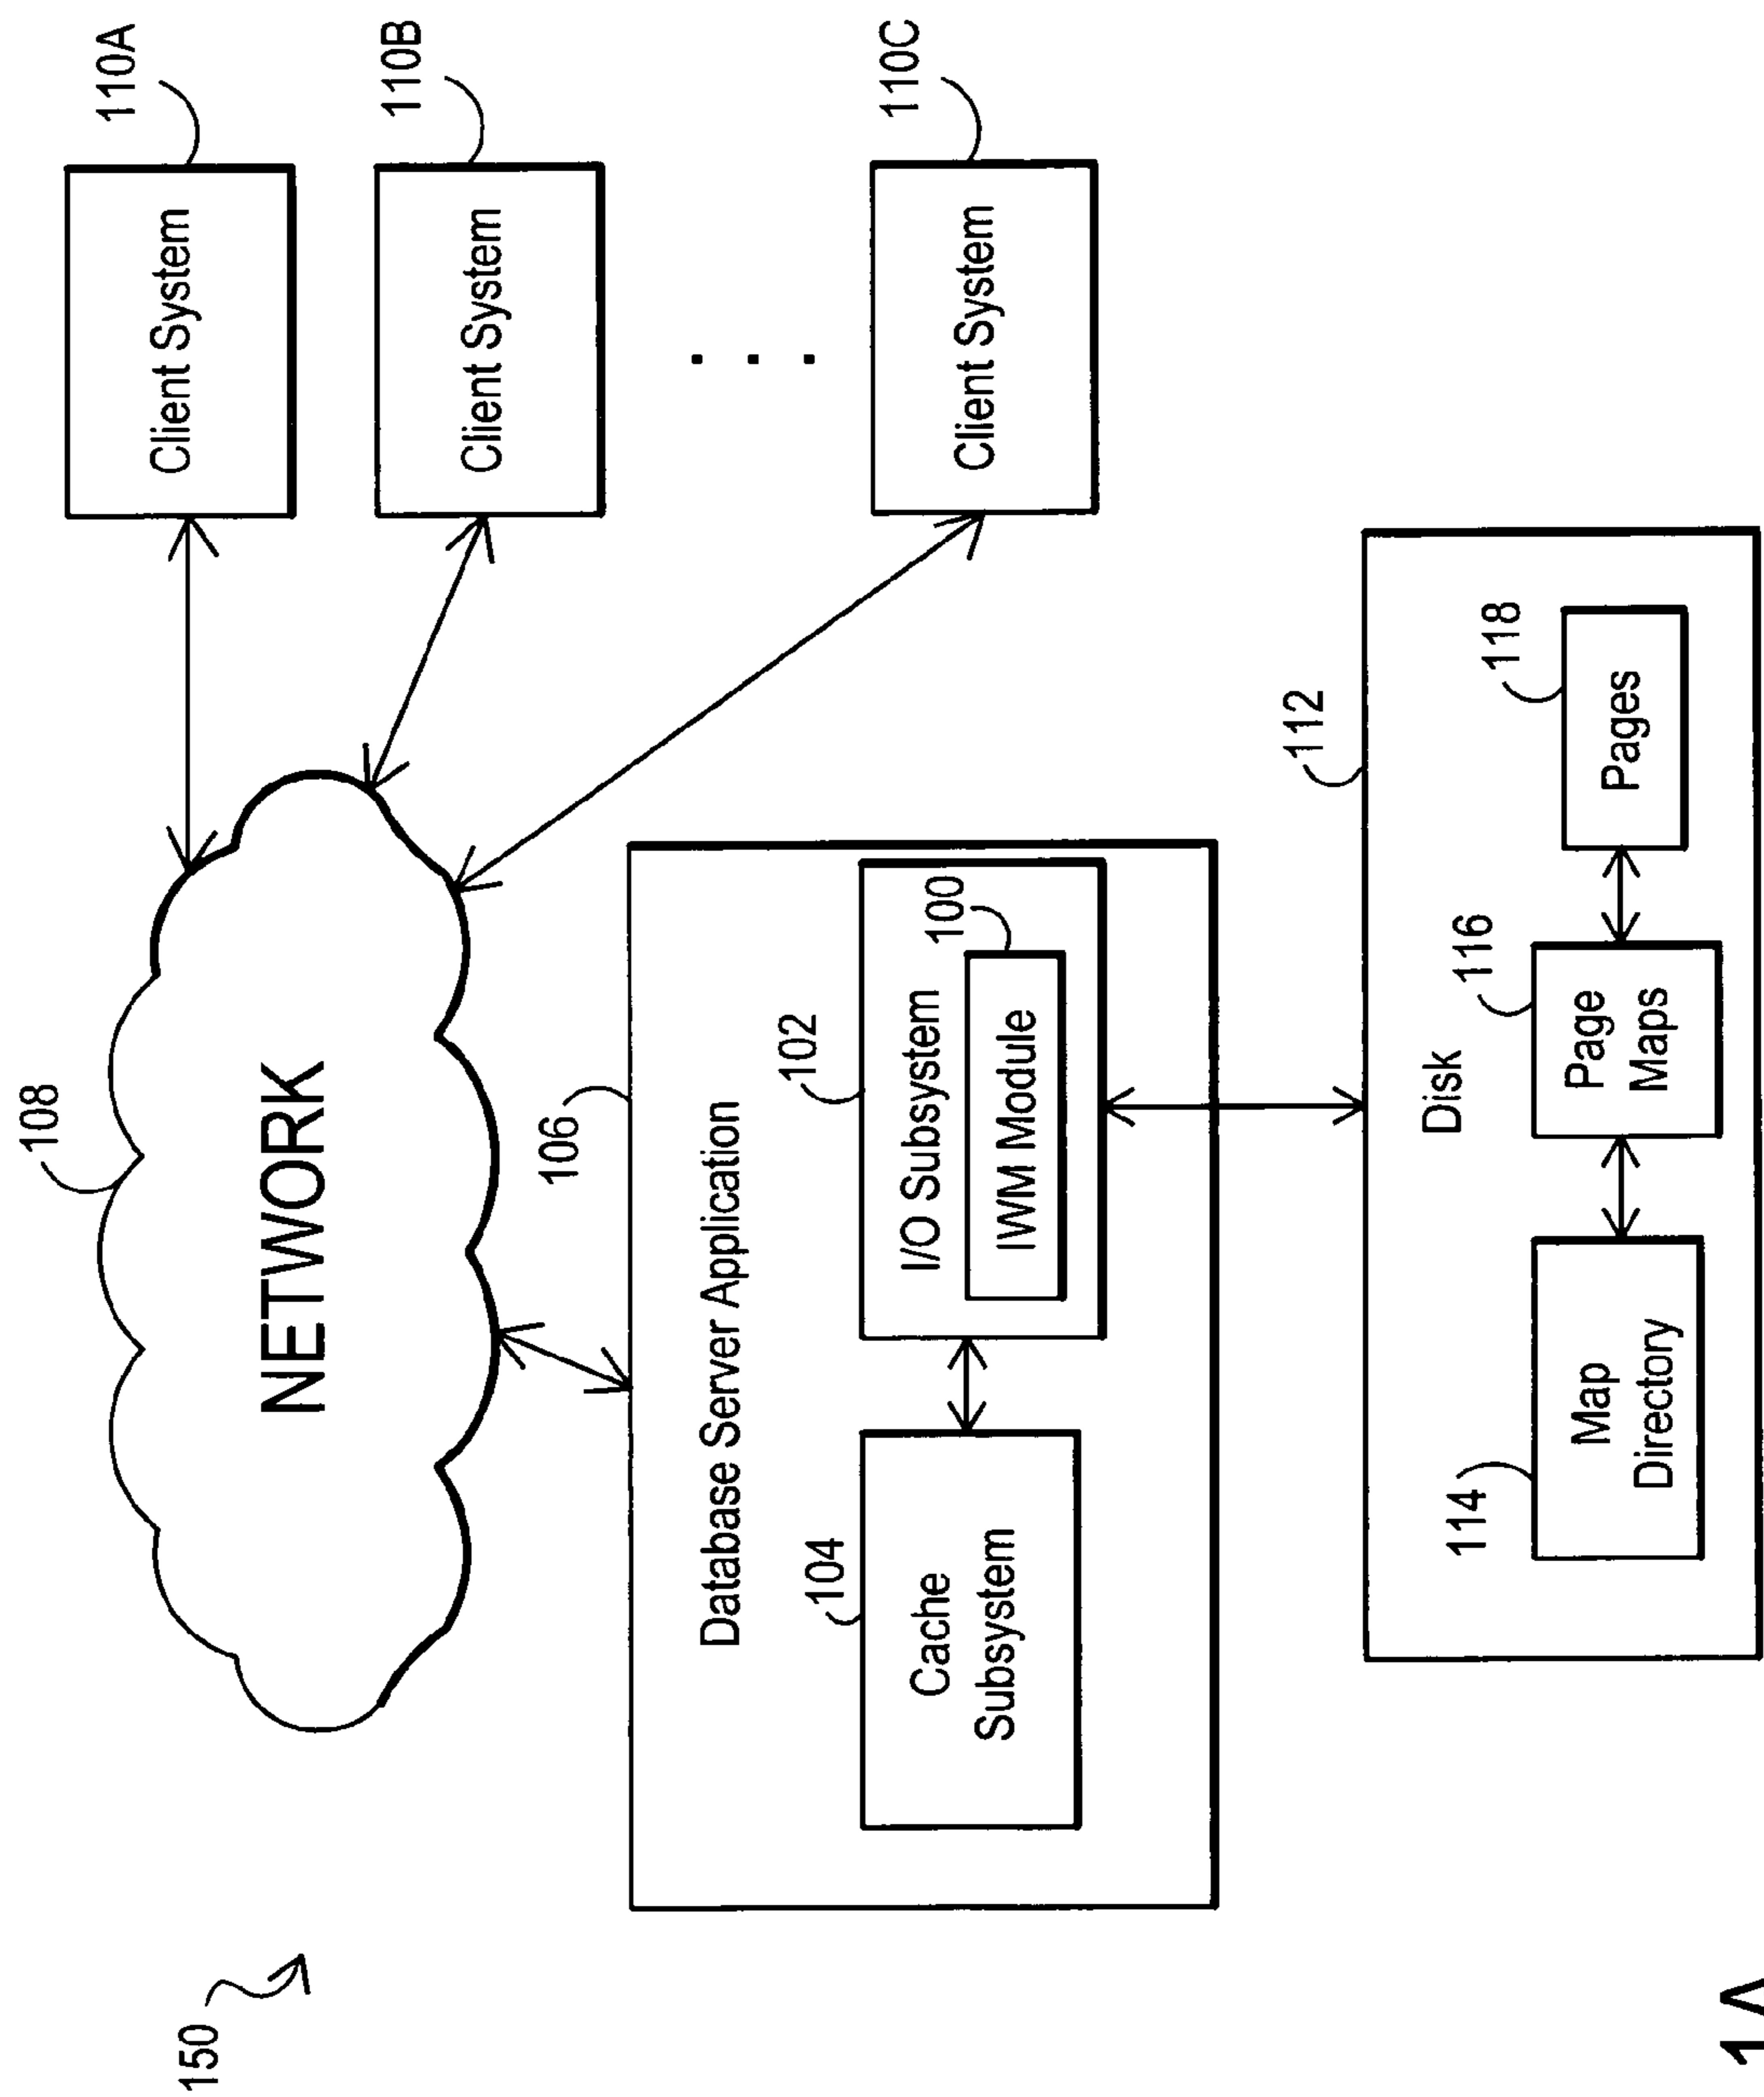 150
108
NETWORK
110A
Client System
110B
Client System
. . .
110C
Client System
106
Database Server Application
104
Cache
Subsystem
102
I/O Subsystem
100
IWM Module
112
Disk
114
Map
Directory
116
Page
Maps
118
Pages
1A